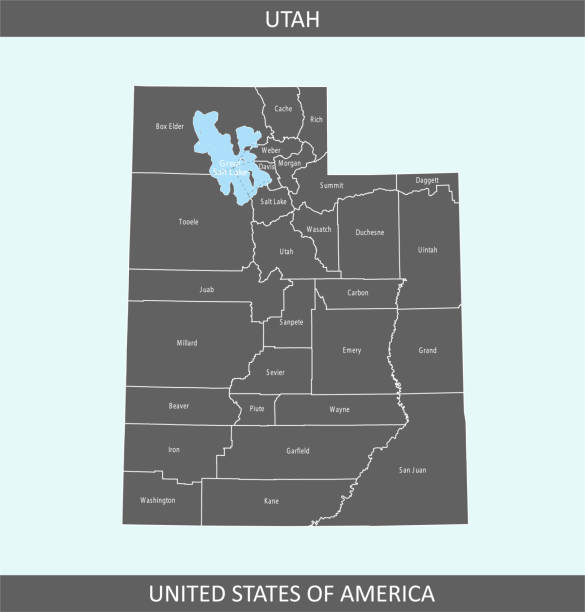 UTAH
Cache
Rich
Box Elder
Weber
Great
Salt Lake
Davis
Morgan
Summit
Daggett
Salt Lake
Tooele
Wasatch
Duchesne
Utah
Uintah
Juab
Carbon
Sanpete
Millard
Emery
Grand
Sevier
Beaver
Piute
Wayne
Iron
Garfield
San Juan
Washington
Kane
UNITED STATES OF AMERICA